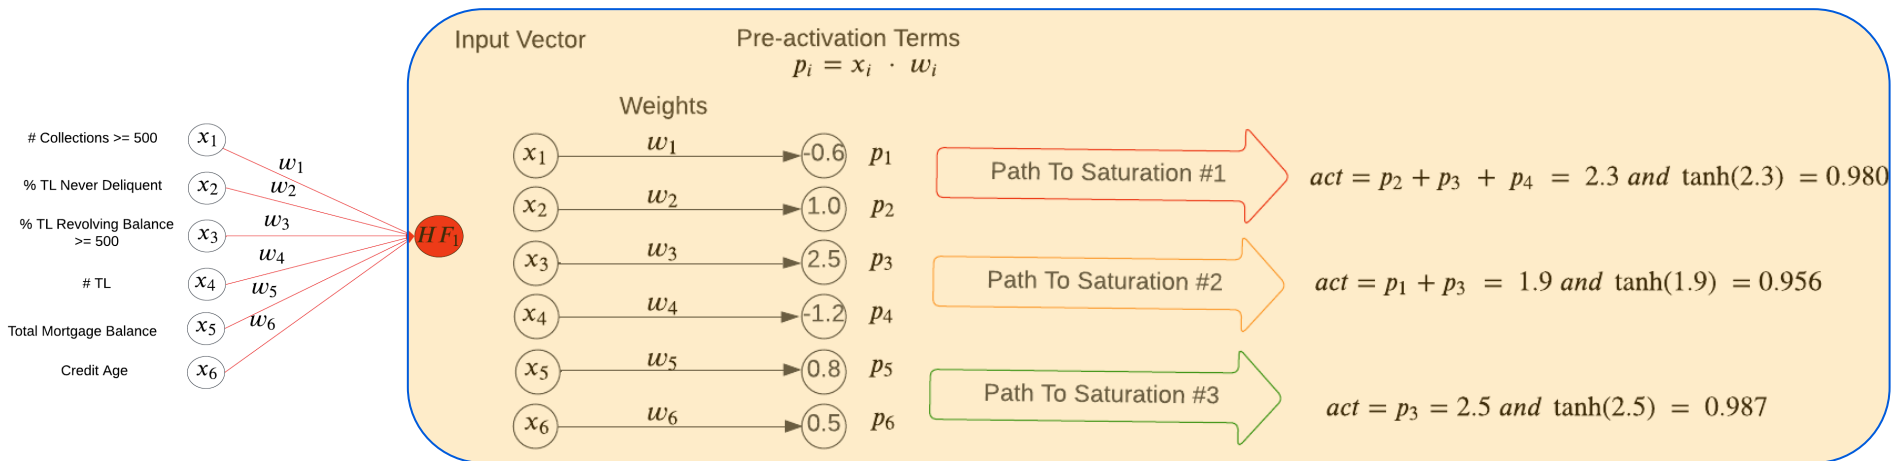 # Collections >= 500
x1
w1
% TL Never Deliquent
x2
w2
% TL Revolving Balance
>= 500
x3
w3
# TL
x4
w4
Total Mortgage Balance
x5
w5
Credit Age
x6
w6
HF1
Input Vector
Pre-activation Terms
pi = xi · wi
Weights
x1 w1 -0.6 p1
x2 w2 1.0 p2
x3 w3 2.5 p3
x4 w4 -1.2 p4
x5 w5 0.8 p5
x6 w6 0.5 p6
Path To Saturation #1
act = p2 + p3 + p4 = 2.3 and tanh(2.3) = 0.980
Path To Saturation #2
act = p1 + p3 = 1.9 and tanh(1.9) = 0.956
Path To Saturation #3
act = p3 = 2.5 and tanh(2.5) = 0.987